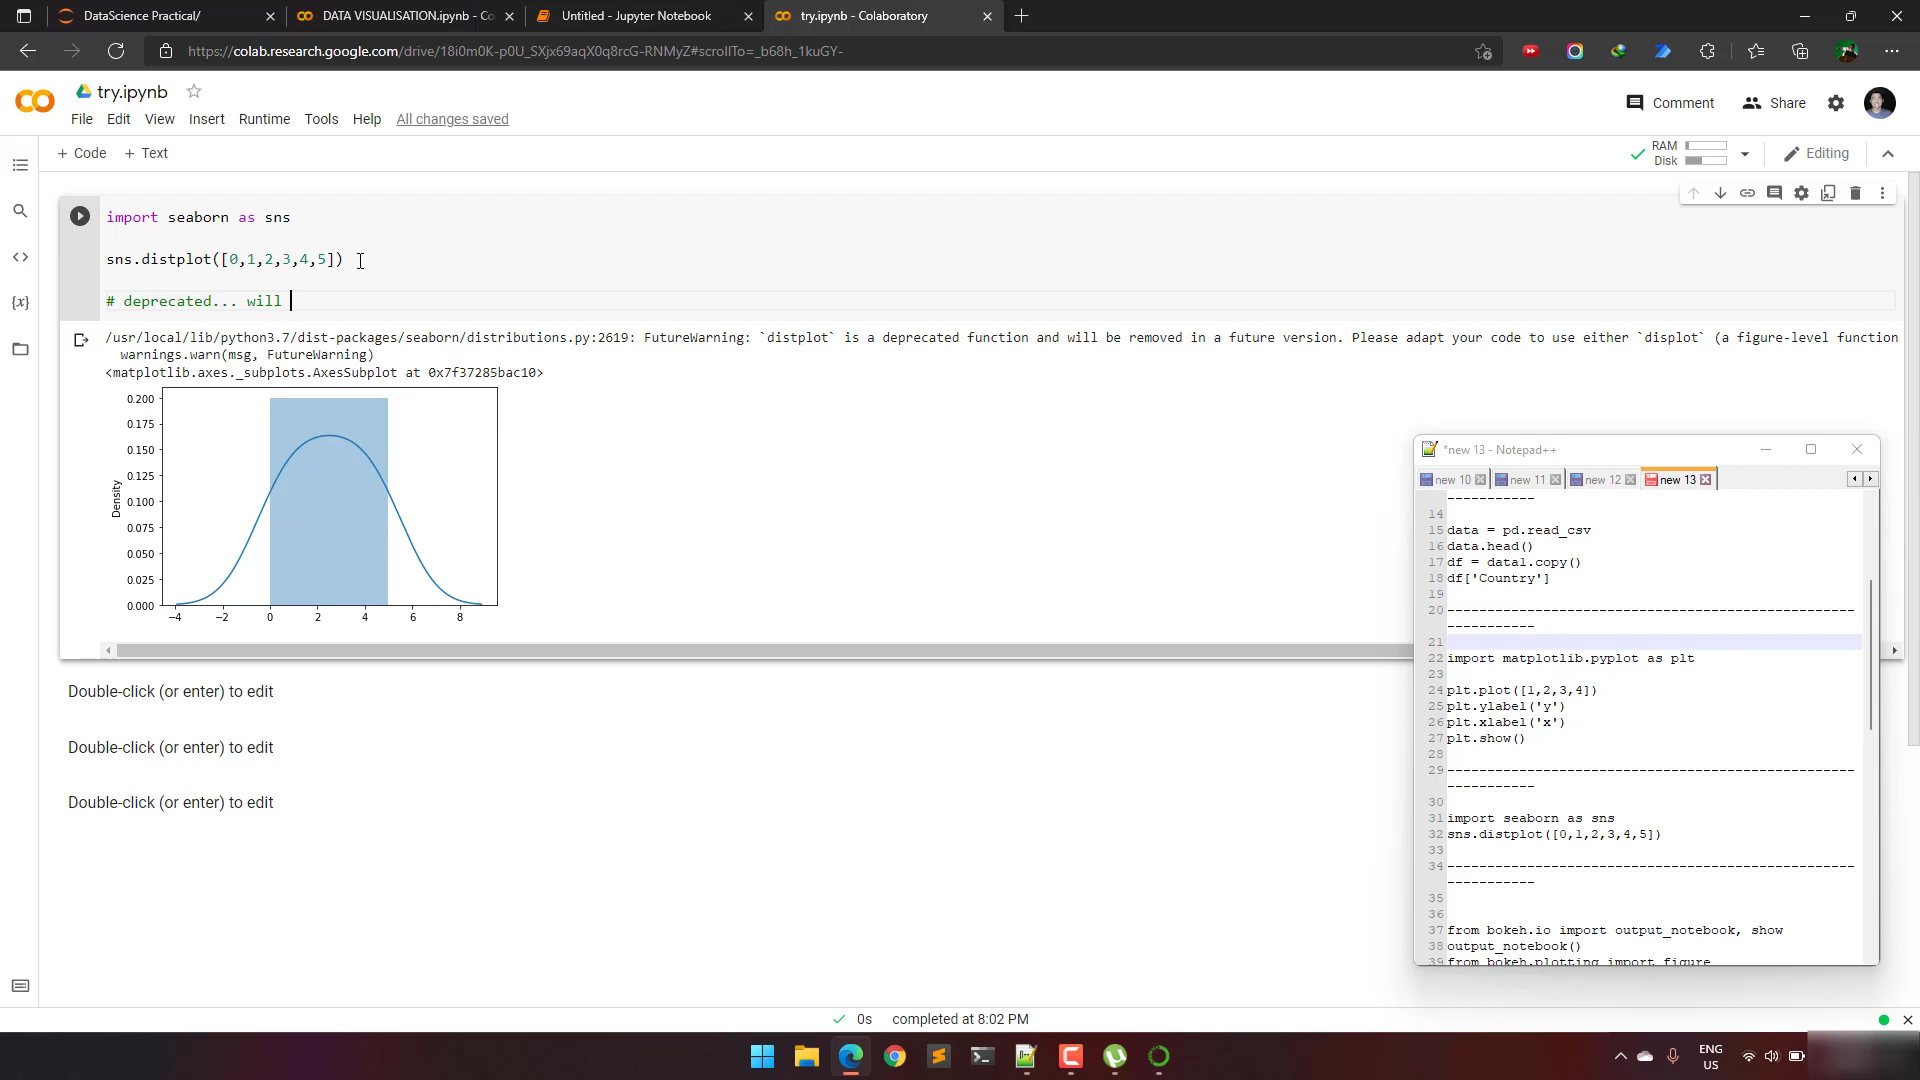 DataScience Practical/
DATA VISUALISATION.ipynb - Co
Untitled - Jupyter Notebook
try.ipynb - Colaboratory
https://colab.research.google.com/drive/18i0m0K-p0U_SXjx69aqX0q8rcG-RNMyZ#scrollTo=_b68h_1kuGY-
try.ipynb
Comment
Share
File Edit View Insert Runtime Tools Help All changes saved
+ Code + Text
RAM
Disk
Editing
import seaborn as sns
sns.distplot([0,1,2,3,4,5])
# deprecated... will
/usr/local/lib/python3.7/dist-packages/seaborn/distributions.py:2619: FutureWarning: `distplot` is a deprecated function and will be removed in a future version. Please adapt your code to use either `displot` (a figure-level function
warnings.warn(msg, FutureWarning)
<matplotlib.axes._subplots.AxesSubplot at 0x7f37285bac10>
0.200
0.175
0.150
0.125
0.100
0.075
0.050
0.025
0.000
Density
−4 −2 0 2 4 6 8
Double-click (or enter) to edit
Double-click (or enter) to edit
Double-click (or enter) to edit
*new 13 - Notepad++
new 10 new 11 new 12 new 13
-----------
14
15 data = pd.read_csv
16 data.head()
17 df = data1.copy()
18 df['Country']
19
20 ---------------------------------------------------
-----------
21
22 import matplotlib.pyplot as plt
23
24 plt.plot([1,2,3,4])
25 plt.ylabel('y')
26 plt.xlabel('x')
27 plt.show()
28
29 ---------------------------------------------------
-----------
30
31 import seaborn as sns
32 sns.distplot([0,1,2,3,4,5])
33
34 ---------------------------------------------------
-----------
35
36
37 from bokeh.io import output_notebook, show
38 output_notebook()
39 from bokeh.plotting import figure
0s completed at 8:02 PM
ENG
US